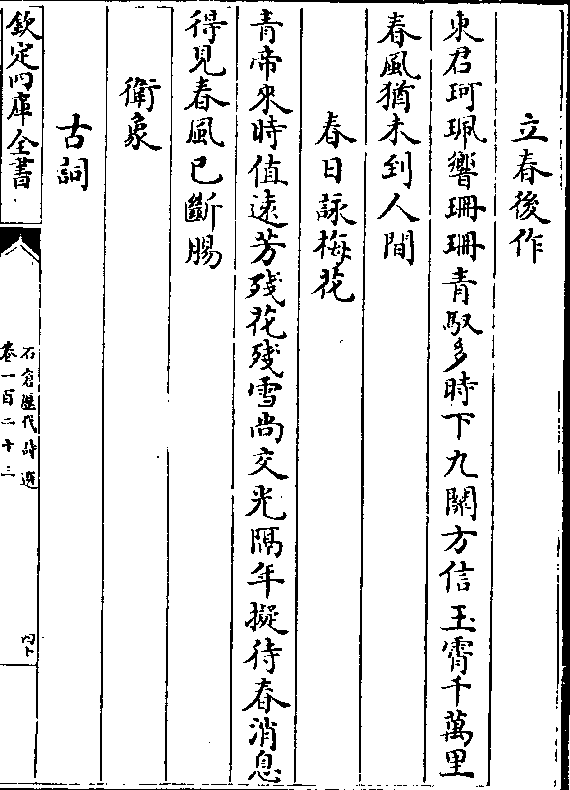 立春後作
東君珂珮響珊珊青馭多時下九關方信玉霄千萬里
春風猶未到人間
春日詠梅花
青帝來時值遠芳殘花殘雪尚交光隔年擬待春消息
得見春風已斷腸
衛象
古詞
欽定四庫全書
石倉歷代詩選
卷一百二十三